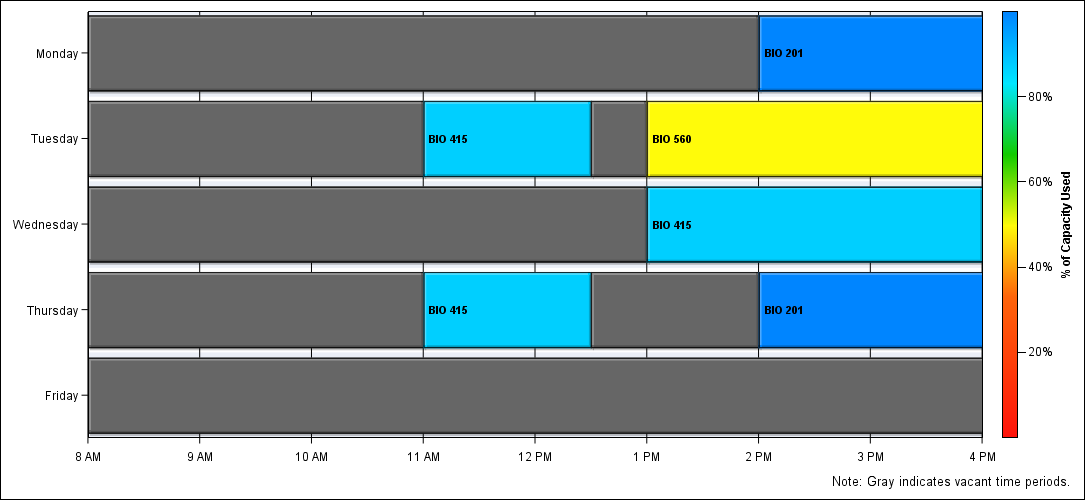 Monday
BIO 201
80%
Tuesday
BIO 415
BIO 560
60%
% of Capacity Used
Wednesday
BIO 415
40%
Thursday
BIO 415
BIO 201
20%
Friday
8 AM 9 AM 10 AM 11 AM 12 PM 1 PM 2 PM 3 PM 4 PM
Note: Gray indicates vacant time periods.